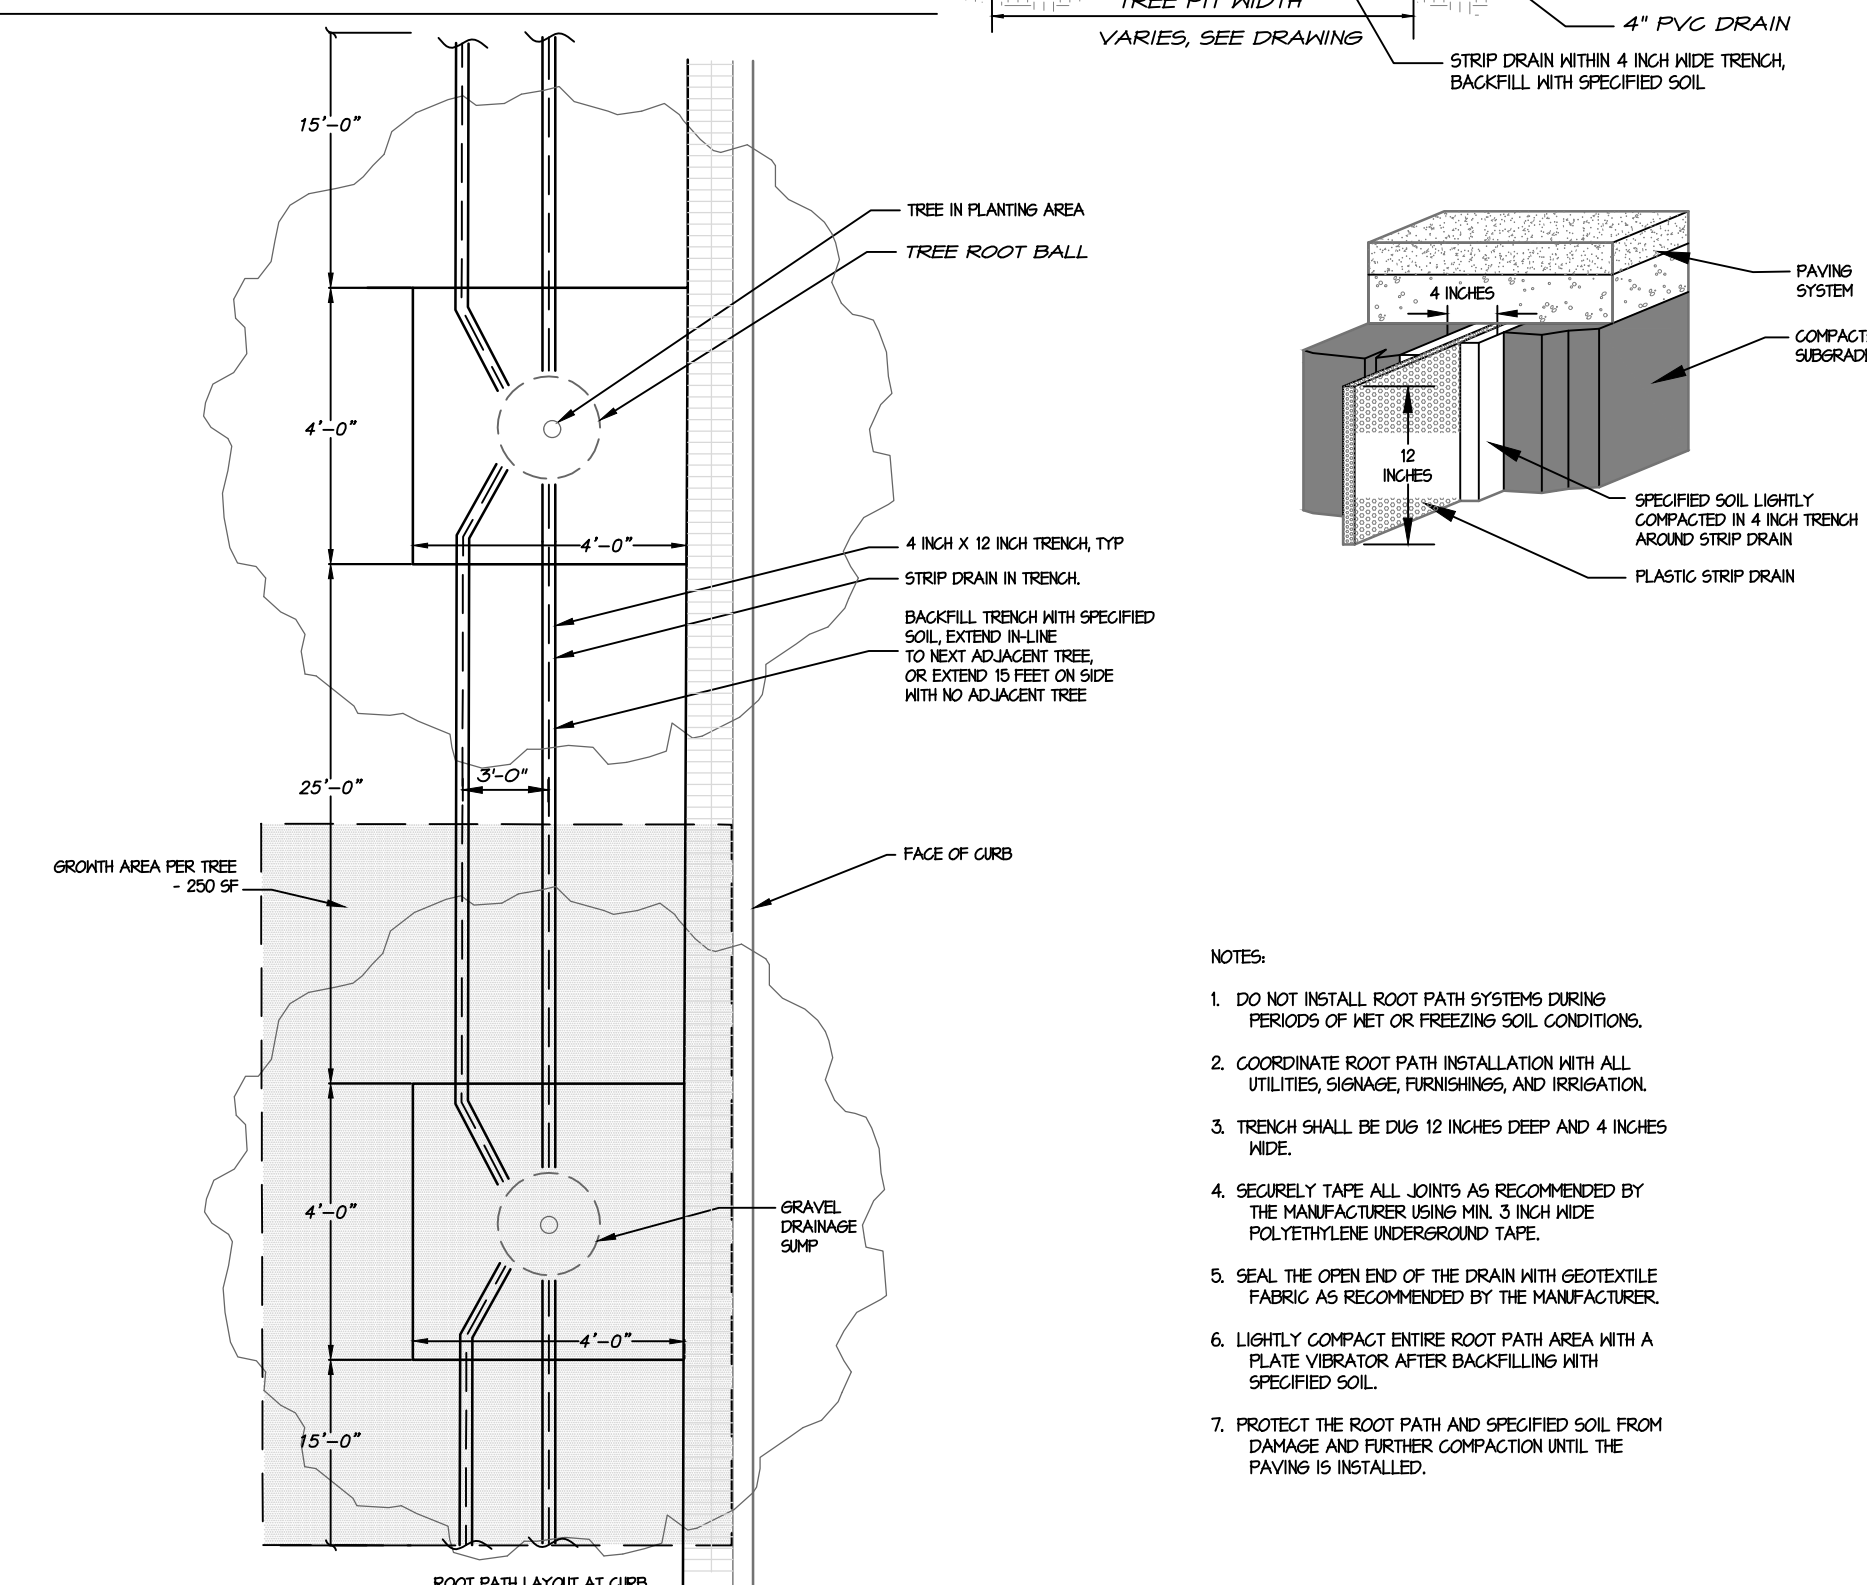 TREE PIT WIDTH
VARIES, SEE DRAWING
4" PVC DRAIN
STRIP DRAIN WITHIN 4 INCH WIDE TRENCH,
BACKFILL WITH SPECIFIED SOIL
15'-0"
TREE IN PLANTING AREA
TREE ROOT BALL
4'-0"
4'-0"
4 INCH X 12 INCH TRENCH, TYP
STRIP DRAIN IN TRENCH.
BACKFILL TRENCH WITH SPECIFIED
SOIL, EXTEND IN-LINE
TO NEXT ADJACENT TREE,
OR EXTEND 15 FEET ON SIDE
WITH NO ADJACENT TREE
3'-0"
25'-0"
GROWTH AREA PER TREE
- 250 SF
FACE OF CURB
4'-0"
GRAVEL
DRAINAGE
SUMP
4'-0"
15'-0"
ROOT PATH LAYOUT AT CURB
4 INCHES
PAVING
SYSTEM
SUBGRADE
12
INCHES
SPECIFIED SOIL LIGHTLY
COMPACTED IN 4 INCH TRENCH
AROUND STRIP DRAIN
PLASTIC STRIP DRAIN
NOTES:
1. DO NOT INSTALL ROOT PATH SYSTEMS DURING
PERIODS OF WET OR FREEZING SOIL CONDITIONS.
2. COORDINATE ROOT PATH INSTALLATION WITH ALL
UTILITIES, SIGNAGE, FURNISHINGS, AND IRRIGATION.
3. TRENCH SHALL BE DUG 12 INCHES DEEP AND 4 INCHES
WIDE.
4. SECURELY TAPE ALL JOINTS AS RECOMMENDED BY
THE MANUFACTURER USING MIN. 3 INCH WIDE
POLYETHYLENE UNDERGROUND TAPE.
5. SEAL THE OPEN END OF THE DRAIN WITH GEOTEXTILE
FABRIC AS RECOMMENDED BY THE MANUFACTURER.
6. LIGHTLY COMPACT ENTIRE ROOT PATH AREA WITH A
PLATE VIBRATOR AFTER BACKFILLING WITH
SPECIFIED SOIL.
7. PROTECT THE ROOT PATH AND SPECIFIED SOIL FROM
DAMAGE AND FURTHER COMPACTION UNTIL THE
PAVING IS INSTALLED.